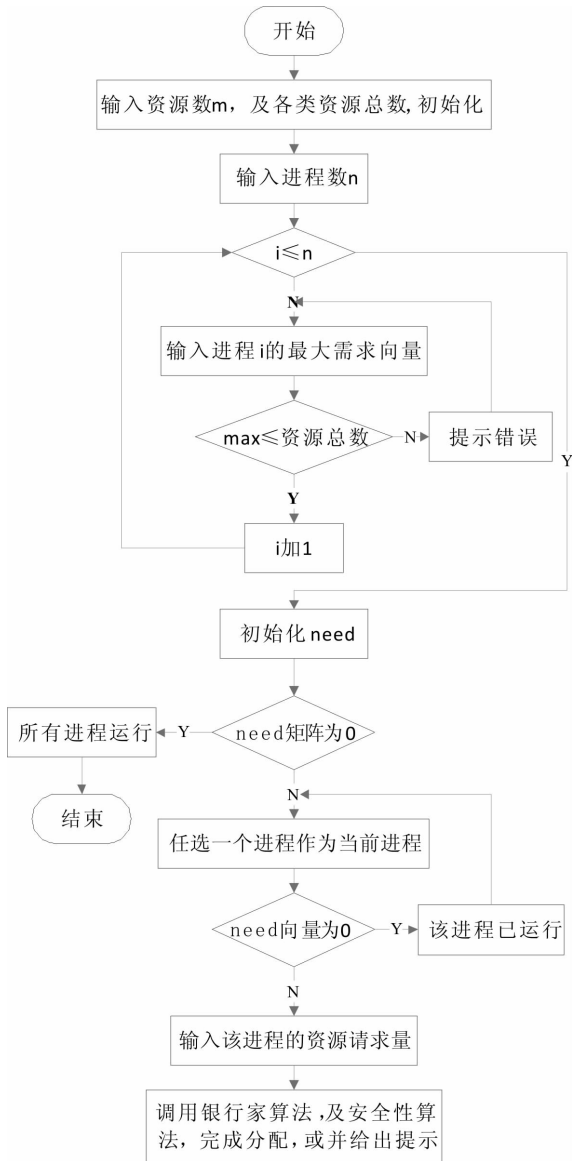 开始
输入资源数m，及各类资源总数,初始化
输入进程数n
i≤n
N
输入进程i的最大需求向量
max≤资源总数
N
提示错误
Y
Y
i加1
初始化need
need矩阵为0
Y
所有进程运行
结束
N
任选一个进程作为当前进程
need向量为0
Y
该进程已运行
N
输入该进程的资源请求量
调用银行家算法,及安全性算
法，完成分配，或并给出提示